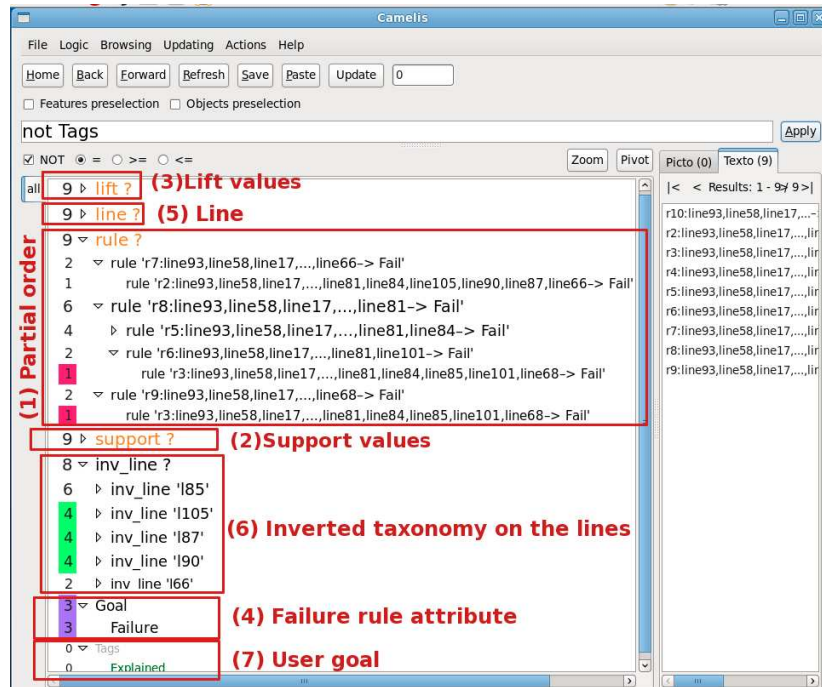 Camelis
File Logic Browsing Updating Actions Help
Home Back Forward Refresh Save Paste Update 0
Features preselection Objects preselection
not Tags Apply
NOT = >= <= Zoom Pivot
Picto (0) Texto (9)
all
|< < Results: 1 - 9 9 >|
9 lift ? (3)Lift values
9 line ? (5) Line
(1) Partial order
9 rule ?
2 rule 'r7:line93,line58,line17,...,line66-> Fail'
1 rule 'r2:line93,line58,line17,...,line81,line84,line105,line90,line87,line66-> Fail'
6 rule 'r8:line93,line58,line17,...,line81-> Fail'
4 rule 'r5:line93,line58,line17,...,line81,line84-> Fail'
2 rule 'r6:line93,line58,line17,...,line81,line101-> Fail'
1 rule 'r3:line93,line58,line17,...,line81,line84,line85,line101,line68-> Fail'
2 rule 'r9:line93,line58,line17,...,line68-> Fail'
1 rule 'r3:line93,line58,line17,...,line81,line84,line85,line101,line68-> Fail'
9 support ? (2)Support values
8 inv_line ?
6 inv_line 'l85'
4 inv_line 'l105'
4 inv_line 'l87'
4 inv_line 'l90'
2 inv_line 'l66'
(6) Inverted taxonomy on the lines
3 Goal
3 Failure
(4) Failure rule attribute
0 Tags
0 Explained
(7) User goal
r10:line93,line58,line17,...-
r2:line93,line58,line17,...,lir
r3:line93,line58,line17,...,lir
r4:line93,line58,line17,...,lir
r5:line93,line58,line17,...,lir
r6:line93,line58,line17,...,lir
r7:line93,line58,line17,...,lir
r8:line93,line58,line17,...,lir
r9:line93,line58,line17,...,lir